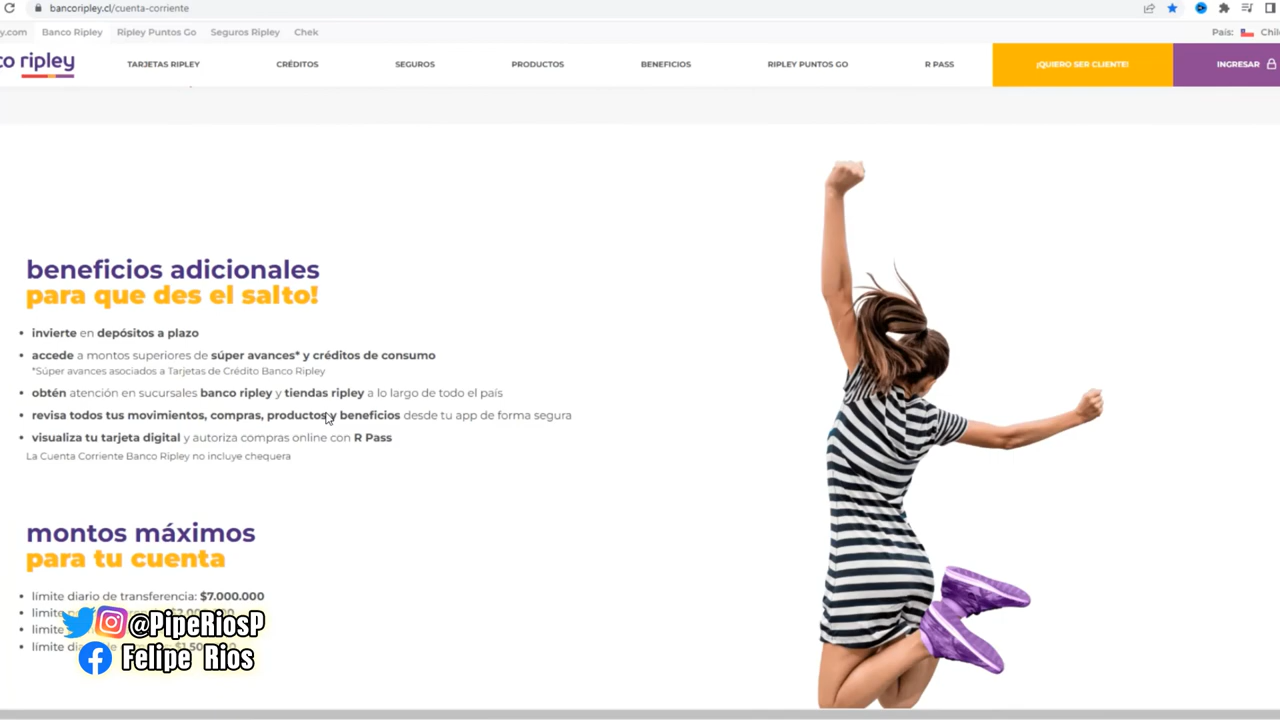 bancoripley.cl/cuenta-corriente
ey.com Banco Ripley Ripley Puntos Go Seguros Ripley Chek País: Chile
co ripley TARJETAS RIPLEY CRÉDITOS SEGUROS PRODUCTOS BENEFICIOS RIPLEY PUNTOS GO R PASS ¡QUIERO SER CLIENTE! INGRESAR
beneficios adicionales
para que des el salto!
• invierte en depósitos a plazo
• accede a montos superiores de súper avances* y créditos de consumo
*Súper avances asociados a Tarjetas de Crédito Banco Ripley
• obtén atención en sucursales banco ripley y tiendas ripley a lo largo de todo el país
• revisa todos tus movimientos, compras, productos y beneficios desde tu app de forma segura
• visualiza tu tarjeta digital y autoriza compras online con R Pass
La Cuenta Corriente Banco Ripley no incluye chequera
montos máximos
para tu cuenta
• límite diario de transferencia: $7.000.000
• límite
• límite
• límite
@PipeRiosP
Felipe Rios